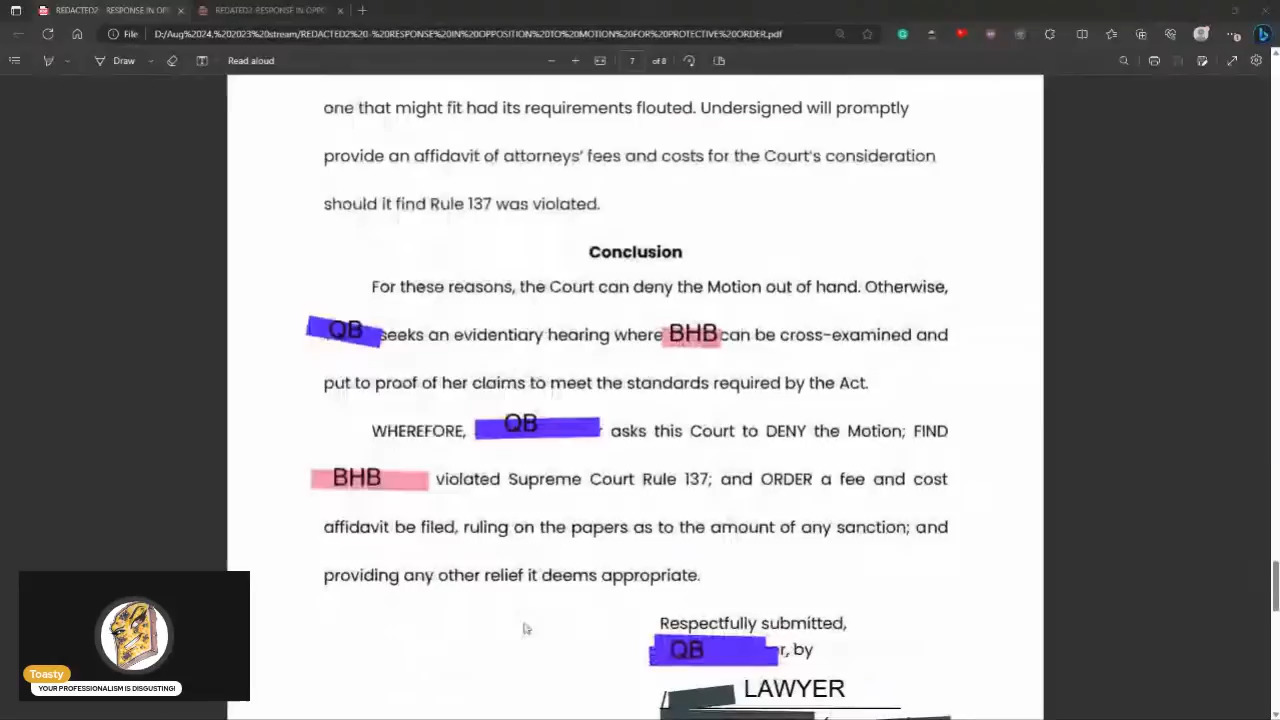 REDACTED2 - RESPONSE IN OPP
REDATED3 RESPONSE IN OPPO
File
D:/Aug%2024,%202023%20stream/REDACTED2%20-%20RESPONSE%20IN%20OPPOSITION%20TO%20MOTION%20FOR%20PROTECTIVE%20ORDER.pdf
Draw
Read aloud
7 of 8
one that might fit had its requirements flouted. Undersigned will promptly
provide an affidavit of attorneys' fees and costs for the Court's consideration
should it find Rule 137 was violated.
Conclusion
For these reasons, the Court can deny the Motion out of hand. Otherwise,
QB seeks an evidentiary hearing where BHB can be cross-examined and
put to proof of her claims to meet the standards required by the Act.
WHEREFORE, QB asks this Court to DENY the Motion; FIND
BHB violated Supreme Court Rule 137; and ORDER a fee and cost
affidavit be filed, ruling on the papers as to the amount of any sanction; and
providing any other relief it deems appropriate.
Respectfully submitted,
QB r, by
/ LAWYER
Toasty
YOUR PROFESSIONALISM IS DISGUSTING!